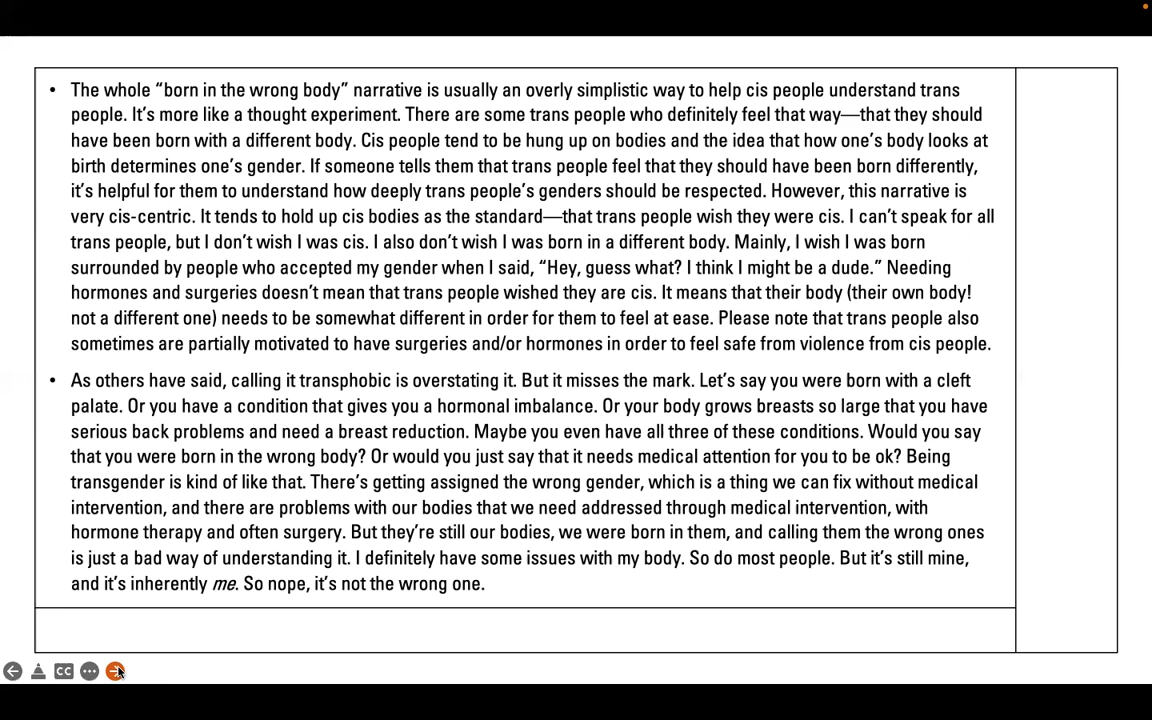 • The whole “born in the wrong body” narrative is usually an overly simplistic way to help cis people understand trans
people. It’s more like a thought experiment. There are some trans people who definitely feel that way—that they should
have been born with a different body. Cis people tend to be hung up on bodies and the idea that how one’s body looks at
birth determines one’s gender. If someone tells them that trans people feel that they should have been born differently,
it’s helpful for them to understand how deeply trans people’s genders should be respected. However, this narrative is
very cis-centric. It tends to hold up cis bodies as the standard—that trans people wish they were cis. I can’t speak for all
trans people, but I don’t wish I was cis. I also don’t wish I was born in a different body. Mainly, I wish I was born
surrounded by people who accepted my gender when I said, “Hey, guess what? I think I might be a dude.” Needing
hormones and surgeries doesn’t mean that trans people wished they are cis. It means that their body (their own body!
not a different one) needs to be somewhat different in order for them to feel at ease. Please note that trans people also
sometimes are partially motivated to have surgeries and/or hormones in order to feel safe from violence from cis people.
• As others have said, calling it transphobic is overstating it. But it misses the mark. Let’s say you were born with a cleft
palate. Or you have a condition that gives you a hormonal imbalance. Or your body grows breasts so large that you have
serious back problems and need a breast reduction. Maybe you even have all three of these conditions. Would you say
that you were born in the wrong body? Or would you just say that it needs medical attention for you to be ok? Being
transgender is kind of like that. There’s getting assigned the wrong gender, which is a thing we can fix without medical
intervention, and there are problems with our bodies that we need addressed through medical intervention, with
hormone therapy and often surgery. But they’re still our bodies, we were born in them, and calling them the wrong ones
is just a bad way of understanding it. I definitely have some issues with my body. So do most people. But it’s still mine,
and it’s inherently me. So nope, it’s not the wrong one.
CC